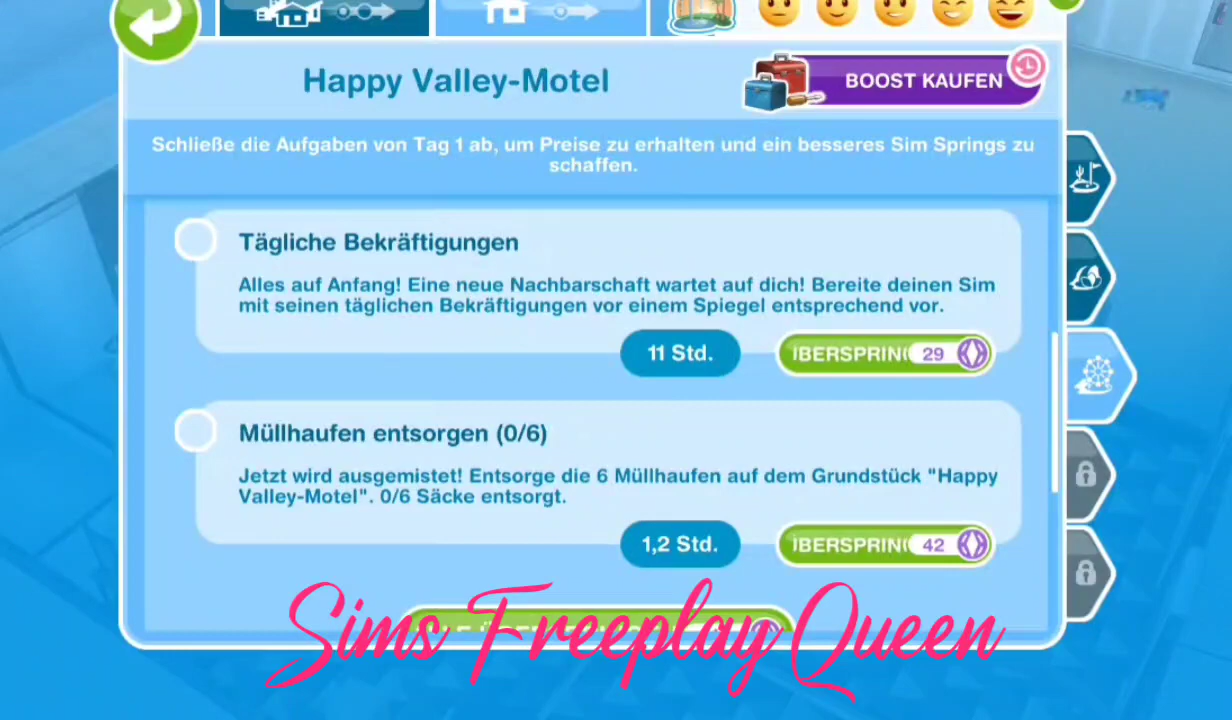 Happy Valley-Motel
BOOST KAUFEN
Schließe die Aufgaben von Tag 1 ab, um Preise zu erhalten und ein besseres Sim Springs zu
schaffen.
Tägliche Bekräftigungen
Alles auf Anfang! Eine neue Nachbarschaft wartet auf dich! Bereite deinen Sim
mit seinen täglichen Bekräftigungen vor einem Spiegel entsprechend vor.
11 Std.
29
Müllhaufen entsorgen (0/6)
Jetzt wird ausgemistet! Entsorge die 6 Müllhaufen auf dem Grundstück "Happy
Valley-Motel". 0/6 Säcke entsorgt.
1,2 Std.
42
Sims Freeplay Queen